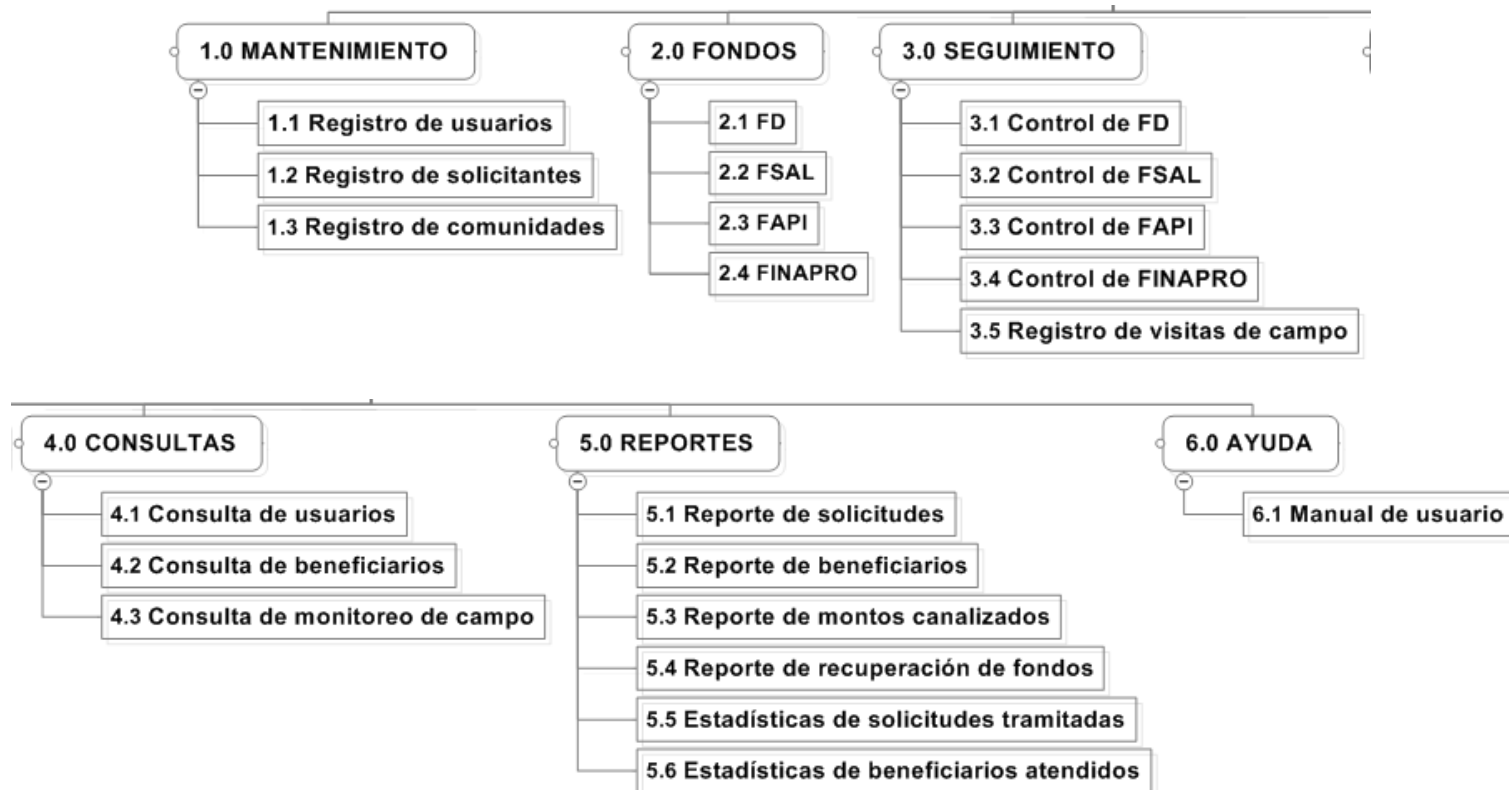 1.0 MANTENIMIENTO
1.1 Registro de usuarios
1.2 Registro de solicitantes
1.3 Registro de comunidades
2.0 FONDOS
2.1 FD
2.2 FSAL
2.3 FAPI
2.4 FINAPRO
3.0 SEGUIMIENTO
3.1 Control de FD
3.2 Control de FSAL
3.3 Control de FAPI
3.4 Control de FINAPRO
3.5 Registro de visitas de campo
4.0 CONSULTAS
4.1 Consulta de usuarios
4.2 Consulta de beneficiarios
4.3 Consulta de monitoreo de campo
5.0 REPORTES
5.1 Reporte de solicitudes
5.2 Reporte de beneficiarios
5.3 Reporte de montos canalizados
5.4 Reporte de recuperación de fondos
5.5 Estadísticas de solicitudes tramitadas
5.6 Estadísticas de beneficiarios atendidos
6.0 AYUDA
6.1 Manual de usuario